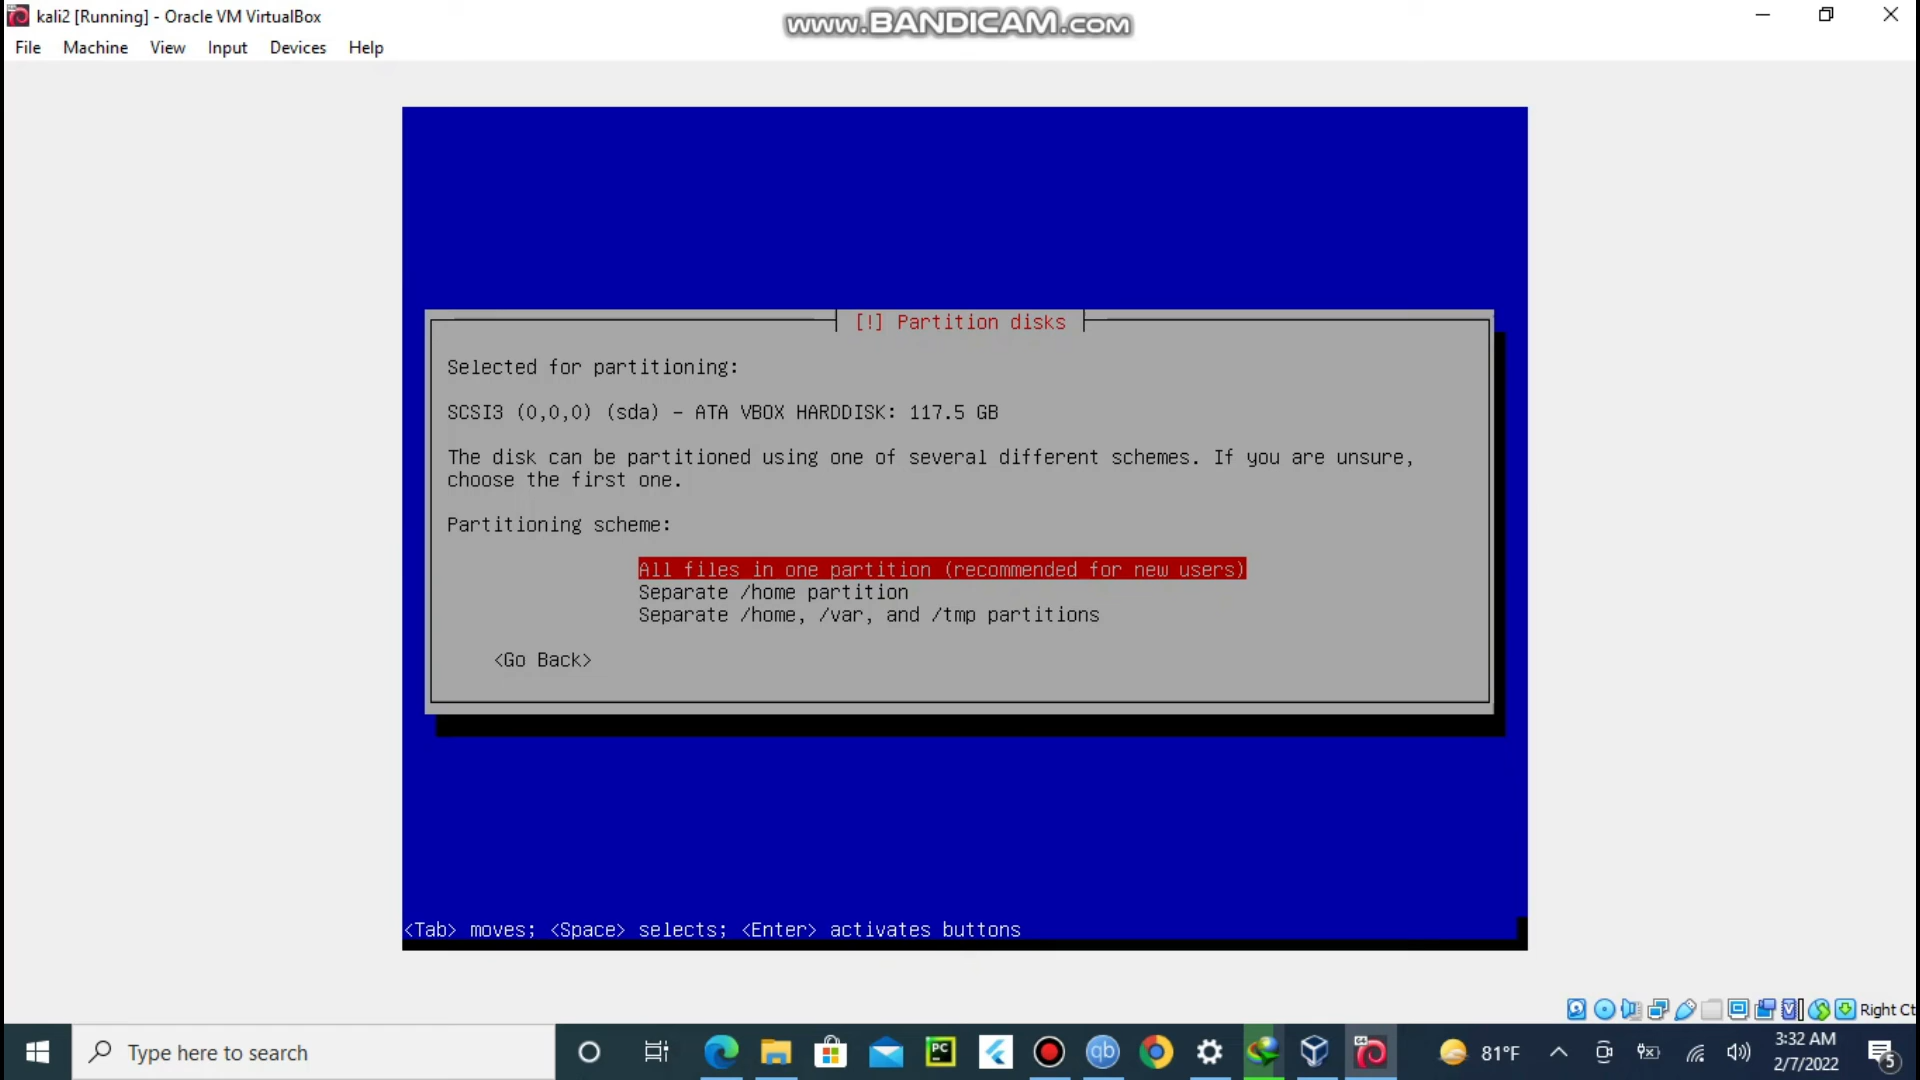 kali2 [Running] - Oracle VM VirtualBox
www.BANDICAM.com
File Machine View Input Devices Help
[!] Partition disks
Selected for partitioning:
SCSI3 (0,0,0) (sda) - ATA VBOX HARDDISK: 117.5 GB
The disk can be partitioned using one of several different schemes. If you are unsure,
choose the first one.
Partitioning scheme:
All files in one partition (recommended for new users)
Separate /home partition
Separate /home, /var, and /tmp partitions
<Go Back>
<Tab> moves; <Space> selects; <Enter> activates buttons
Right Ct
Type here to search
PC
qb
64
81°F
3:32 AM
2/7/2022
5